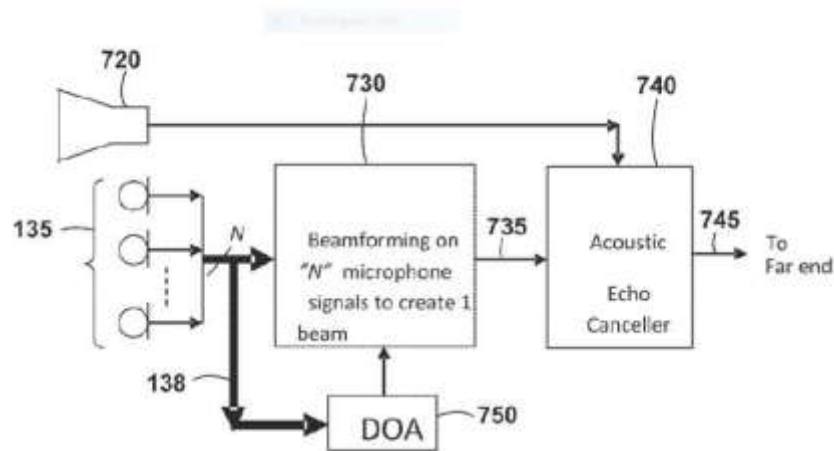 720
730
740
135
N
Beamforming on
"N" microphone
signals to create 1
beam
735
Acoustic
Echo
Canceller
745
To
Far end
138
DOA
750